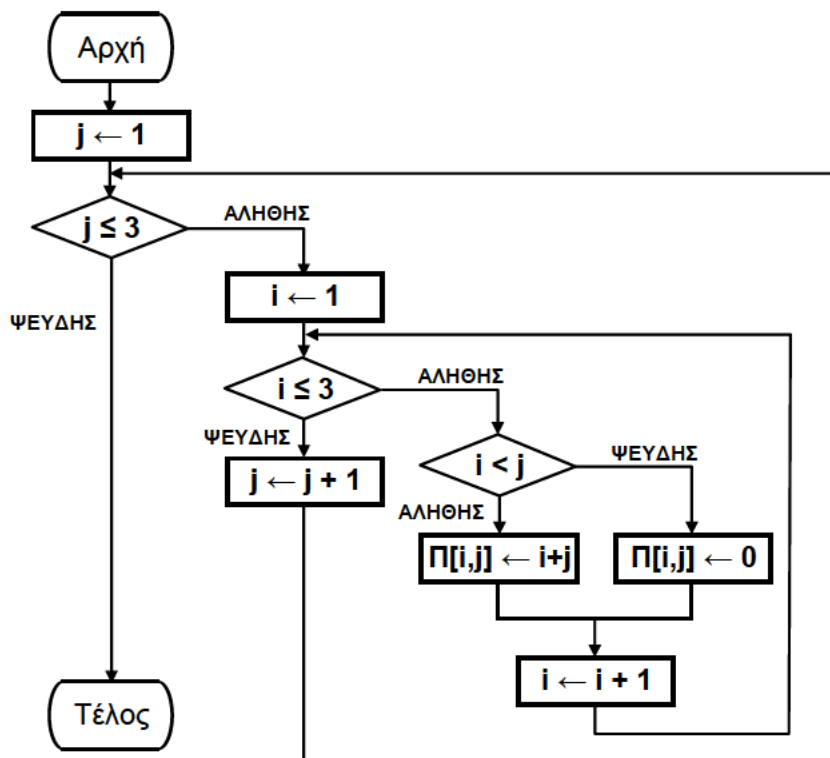 Αρχή
j ← 1
j ≤ 3
ΑΛΗΘΗΣ
ΨΕΥΔΗΣ
i ← 1
i ≤ 3
ΑΛΗΘΗΣ
ΨΕΥΔΗΣ
j ← j + 1
i < j
ΨΕΥΔΗΣ
ΑΛΗΘΗΣ
Π[i,j] ← i+j
Π[i,j] ← 0
i ← i + 1
Τέλος